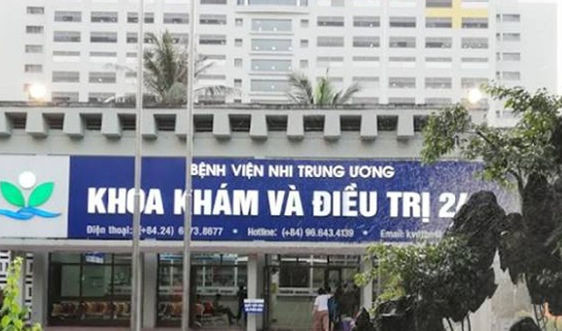 BỆNH VIỆN NHI TRUNG ƯƠNG
KHOA KHÁM VÀ ĐIỀU TRỊ
Điện thoại: (+84.24) Hotline: (+84) 96.643.4139 • Email: